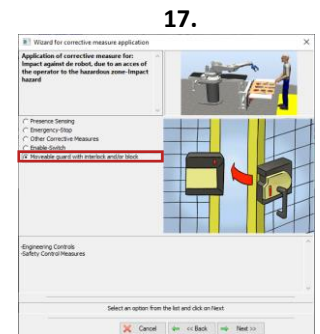 17.
Wizard for corrective measure application
Application of corrective measure for:
Impact against de robot, due to an acces of
the operator to the hazardous zone-Impact
hazard
Presence Sensing
Emergency-Stop
Other Corrective Measures
Enable-Switch
Moveable guard with interlock and/or block
-Engineering Controls
-Safety Control Measures
Select an option from the list and click on Next
Cancel << Back Next >>